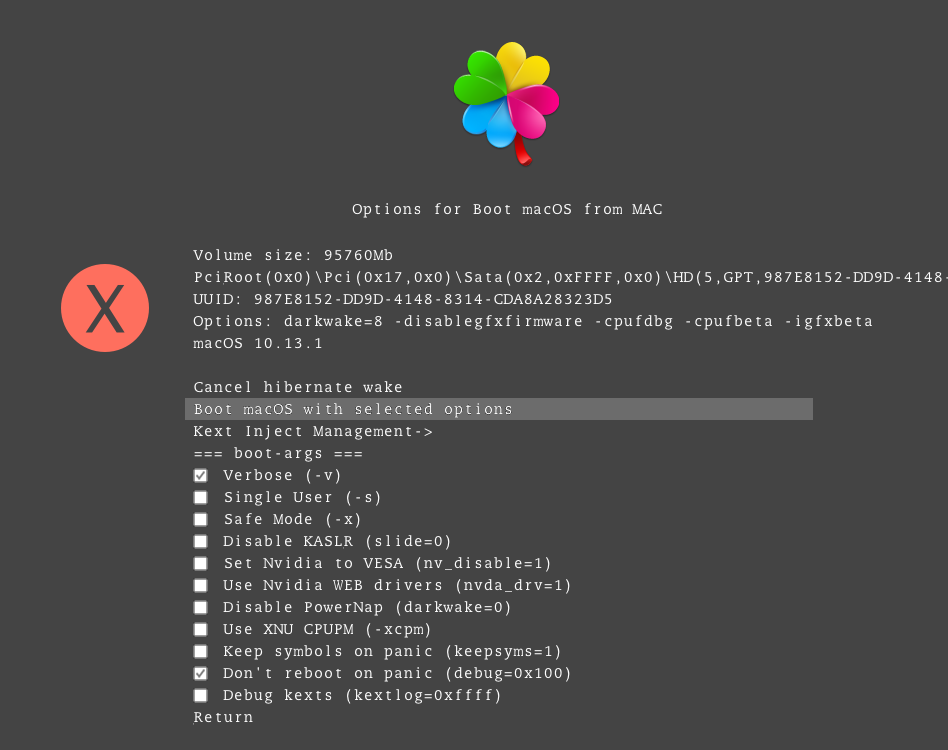 Options for Boot macOS from MAC
Volume size: 95760Mb
PciRoot(0x0)\Pci(0x17,0x0)\Sata(0x2,0xFFFF,0x0)\HD(5,GPT,987E8152-DD9D-4148-
X
UUID: 987E8152-DD9D-4148-8314-CDA8A28323D5
Options: darkwake=8 -disablegfxfirmware -cpufdbg -cpufbeta -igfxbeta
macOS 10.13.1
Cancel hibernate wake
Boot macOS with selected options
Kext Inject Management->
=== boot-args ===
Verbose (-v)
Single User (-s)
Safe Mode (-x)
Disable KASLR (slide=0)
Set Nvidia to VESA (nv_disable=1)
Use Nvidia WEB drivers (nvda_drv=1)
Disable PowerNap (darkwake=0)
Use XNU CPUPM (-xcpm)
Keep symbols on panic (keepsyms=1)
Don't reboot on panic (debug=0x100)
Debug kexts (kextlog=0xffff)
Return